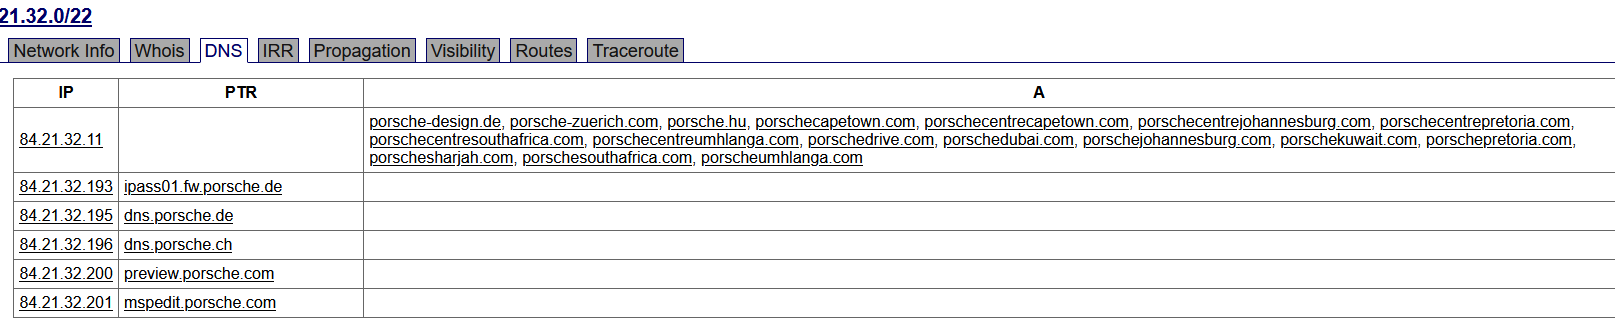 21.32.0/22
Network Info Whois DNS IRR Propagation Visibility Routes Traceroute
IP PTR A
84.21.32.11 porsche-design.de, porsche-zuerich.com, porsche.hu, porschecapetown.com, porschecentrecapetown.com, porschecentrejohannesburg.com, porschecentrepretoria.com,
porschecentresouthafrica.com, porschecentreumhlanga.com, porschedrive.com, porschedubai.com, porschejohannesburg.com, porschekuwait.com, porschepretoria.com,
porschesharjah.com, porschesouthafrica.com, porscheumhlanga.com
84.21.32.193 ipass01.fw.porsche.de
84.21.32.195 dns.porsche.de
84.21.32.196 dns.porsche.ch
84.21.32.200 preview.porsche.com
84.21.32.201 mspedit.porsche.com